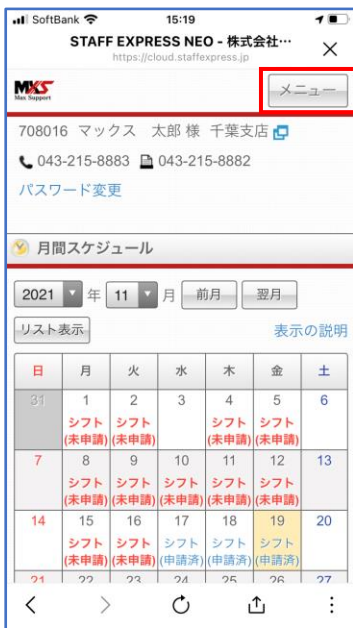 SoftBank 15:19
STAFF EXPRESS NEO - 株式会社…
https://cloud.staffexpress.jp
MXS
Max Support
メニュー
708016 マックス 太郎 様 千葉支店
043-215-8883 043-215-8882
パスワード変更
月間スケジュール
2021 年 11 月 前月 翌月
リスト表示 表示の説明
日 月 火 水 木 金 土
31 1 2 3 4 5 6
シフト シフト シフト シフト
(未申請) (未申請) (未申請) (未申請)
7 8 9 10 11 12 13
シフト シフト シフト シフト シフト
(未申請) (未申請) (未申請) (未申請) (未申請)
14 15 16 17 18 19 20
シフト シフト シフト シフト シフト
(未申請) (未申請) (申請済) (申請済) (申請済)
21 22 23 24 25 26 27